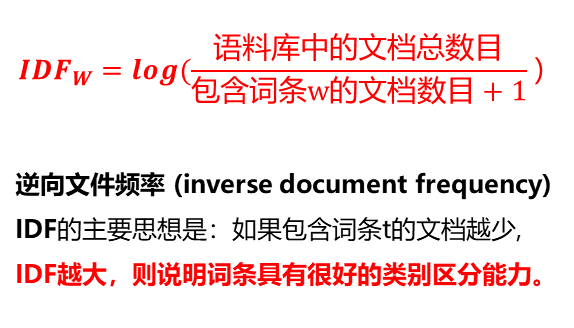 IDF_W = log(语料库中的文档总数目 / 包含词条w的文档数目 + 1)
逆向文件频率 (inverse document frequency)
IDF的主要思想是：如果包含词条t的文档越少,
IDF越大，则说明词条具有很好的类别区分能力。